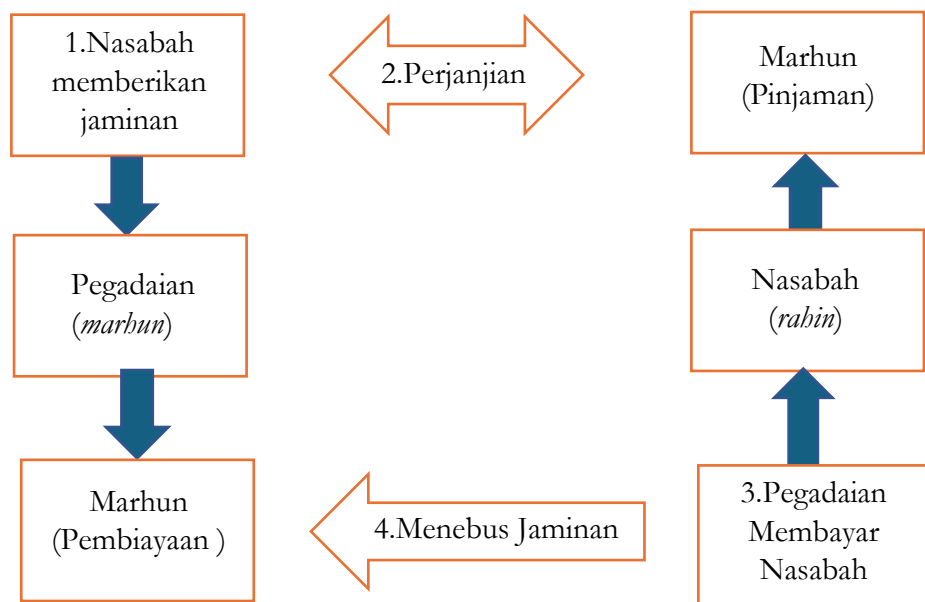 1.Nasabah
memberikan
jaminan
2.Perjanjian
Marhun
(Pinjaman)
Pegadaian
(marhun)
Nasabah
(rahin)
Marhun
(Pembiayaan )
4.Menebus Jaminan
3.Pegadaian
Membayar
Nasabah